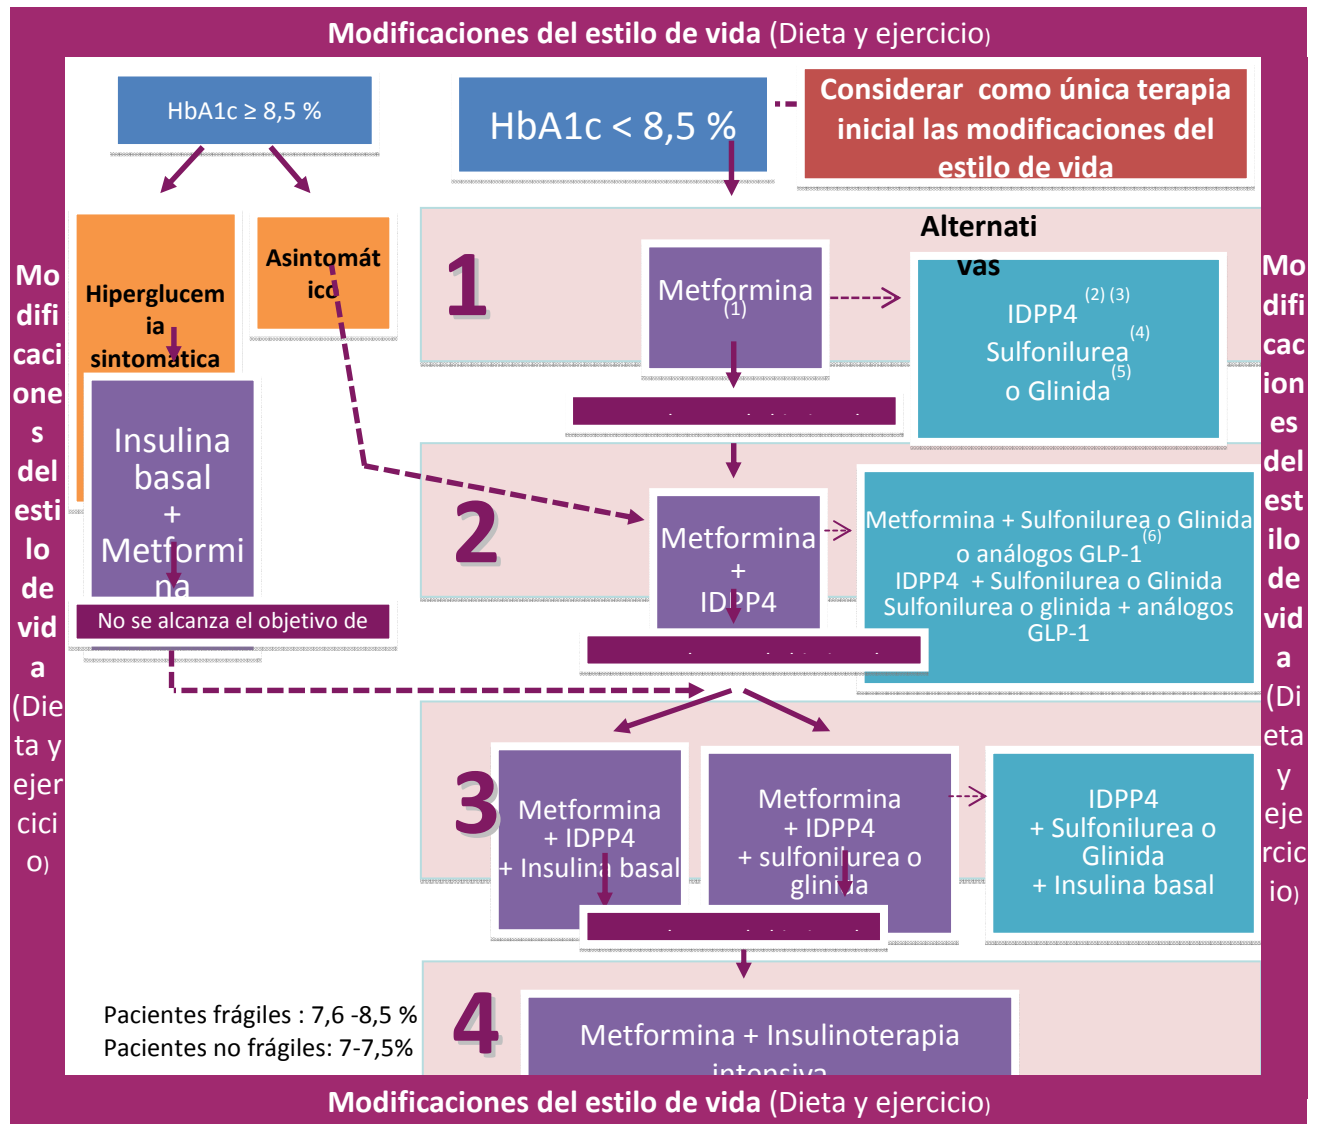 Modificaciones del estilo de vida (Dieta y ejercicio)
HbA1c ≥ 8,5 %
HbA1c < 8,5 %
Considerar como única terapia
inicial las modificaciones del
estilo de vida
Mo
difi
caci
one
s
del
esti
lo
de
vid
a
(Die
ta y
ejer
cici
o)
Hiperglucem
ia
sintomática
Asintomát
ico
Insulina
basal
+
Metformi
na
No se alcanza el objetivo de
1
Metformina
(1)
Alternati
vas
IDPP4 (2) (3)
Sulfonilurea (4)
o Glinida (5)
2
Metformina
+
IDPP4
Metformina + Sulfonilurea o Glinida
o análogos GLP-1 (6)
IDPP4 + Sulfonilurea o Glinida
Sulfonilurea o glinida + análogos
GLP-1
3
Metformina
+ IDPP4
+ Insulina basal
Metformina
+ IDPP4
+ sulfonilurea o
glinida
IDPP4
+ Sulfonilurea o
Glinida
+ Insulina basal
4
Metformina + Insulinoterapia
intensiva
Pacientes frágiles : 7,6 -8,5 %
Pacientes no frágiles: 7-7,5%
Mo
difi
cac
ion
es
del
est
ilo
de
vid
a
(Di
eta
y
eje
rcic
io)
Modificaciones del estilo de vida (Dieta y ejercicio)